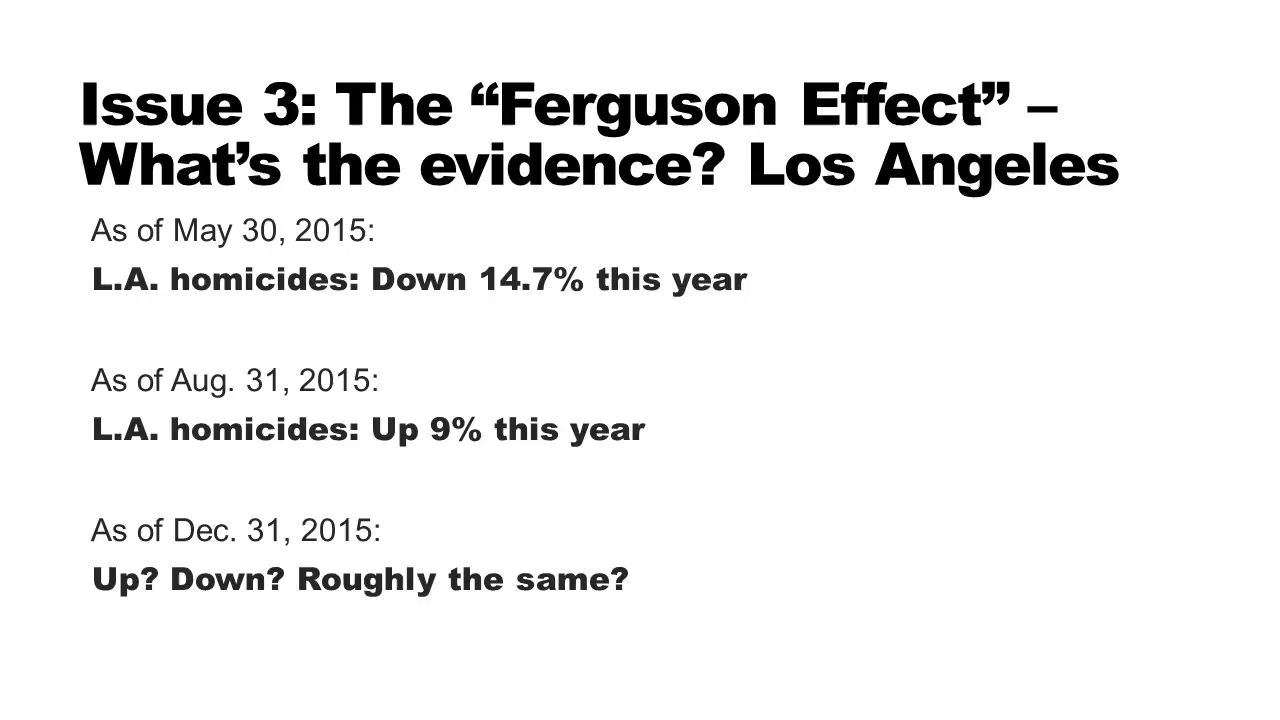 Issue 3: The “Ferguson Effect” –
What’s the evidence? Los Angeles
As of May 30, 2015:
L.A. homicides: Down 14.7% this year
As of Aug. 31, 2015:
L.A. homicides: Up 9% this year
As of Dec. 31, 2015:
Up? Down? Roughly the same?